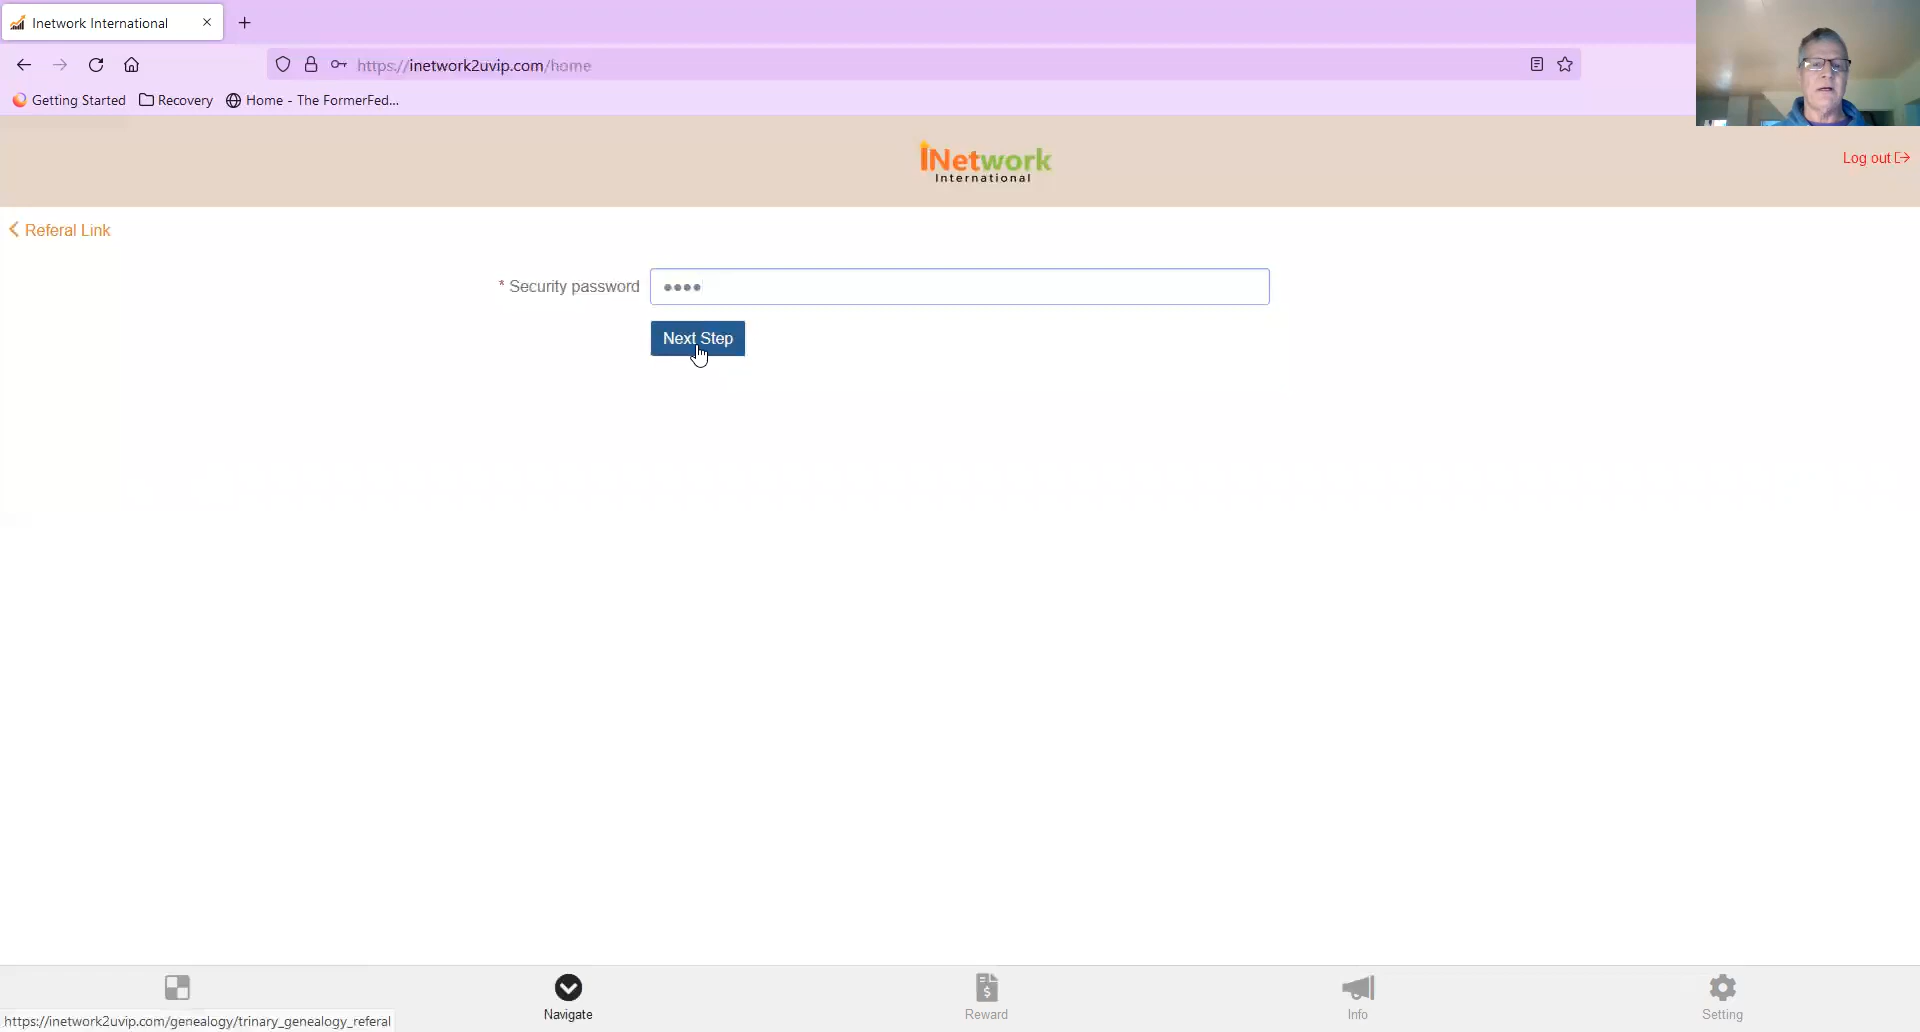 Inetwork International
https://inetwork2uvip.com/home
Getting Started
Recovery
Home - The FormerFed...
iNetwork
International
Log out
Referal Link
* Security password
Next Step
Navigate
Reward
Info
Setting
https://inetwork2uvip.com/genealogy/trinary_genealogy_referal